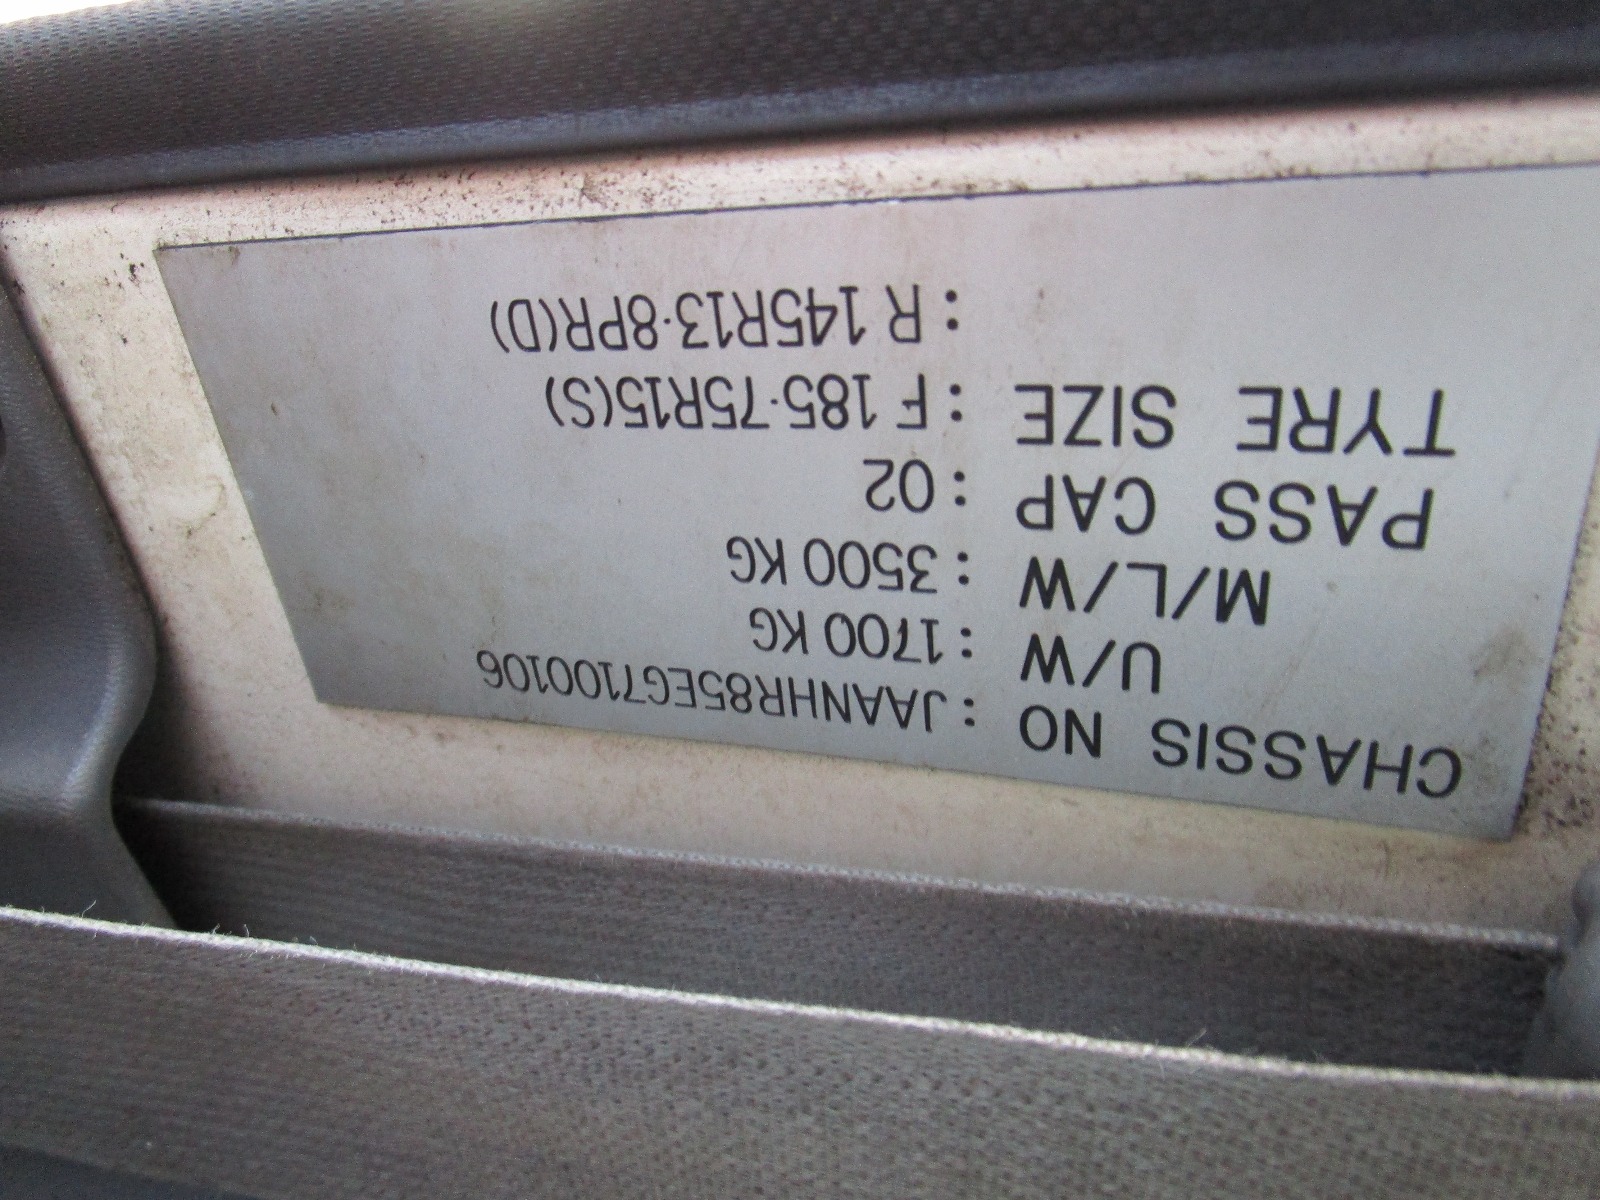 CHASSIS NO : JAANHR85EG7100106
U/W : 1700 KG
M/L/W : 3500 KG
PASS CAP : 02
TYRE SIZE : F 185-75R15(S)
: R 145R13-8PR(D)